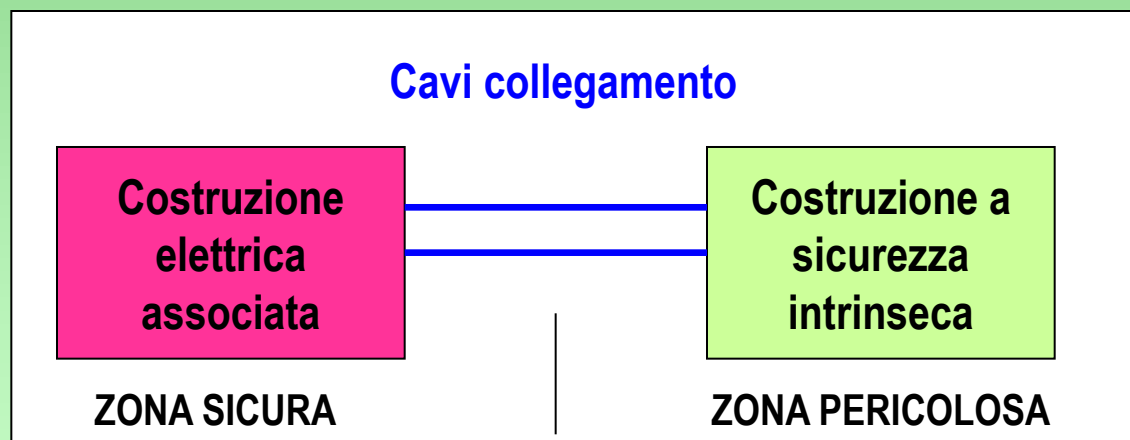 Cavi collegamento
Costruzione
elettrica
associata
Costruzione a
sicurezza
intrinseca
ZONA SICURA
ZONA PERICOLOSA